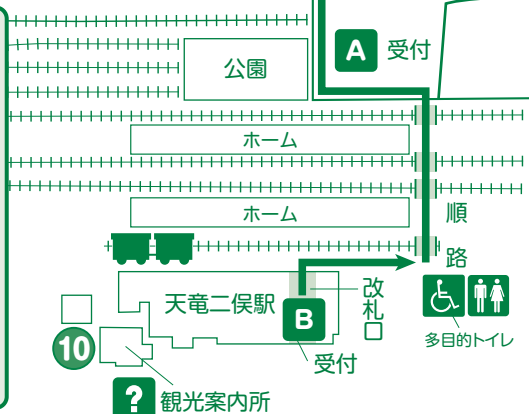 A 受付
公園
ホーム
ホーム
順路
天竜二俣駅
改札口
B
受付
多目的トイレ
10
? 観光案内所